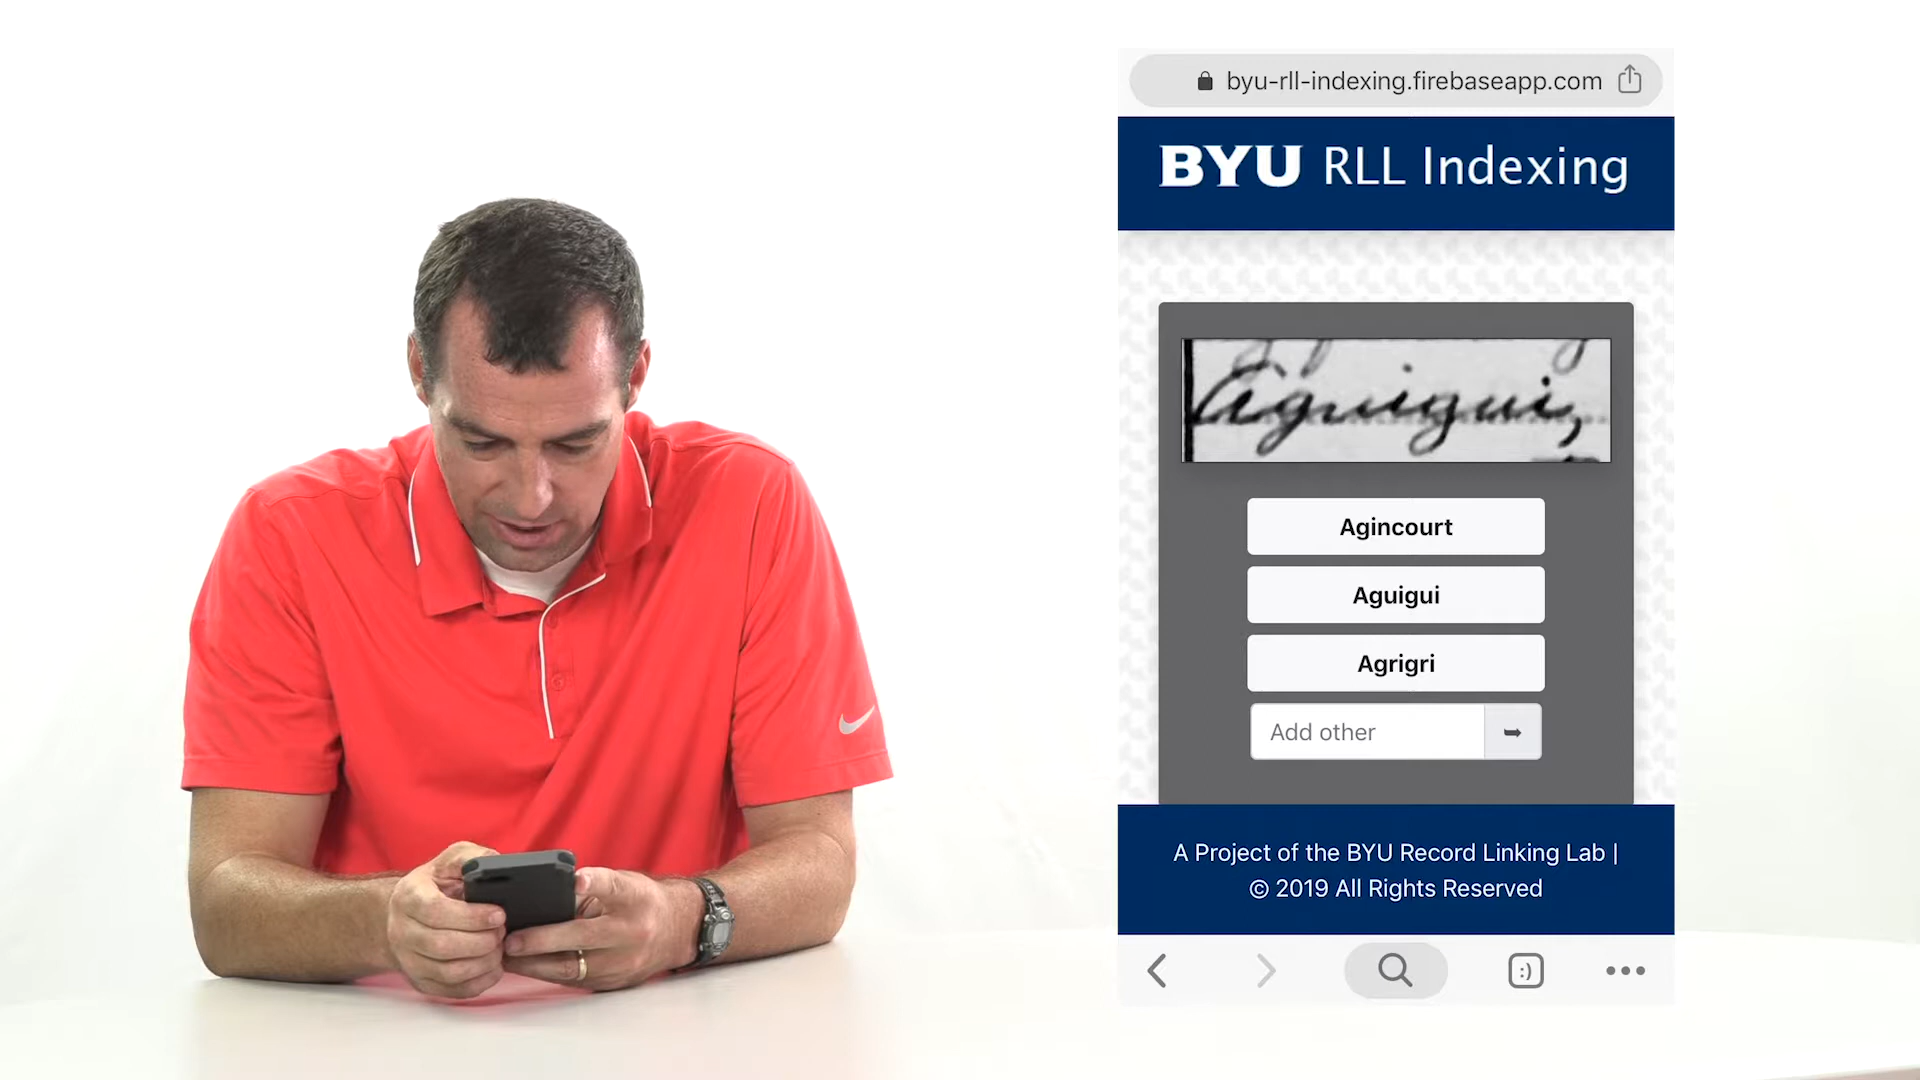 byu-rll-indexing.firebaseapp.com
BYU RLL Indexing
Aguigui,
Agincourt
Aguigui
Agrigri
Add other
A Project of the BYU Record Linking Lab |
© 2019 All Rights Reserved
:)